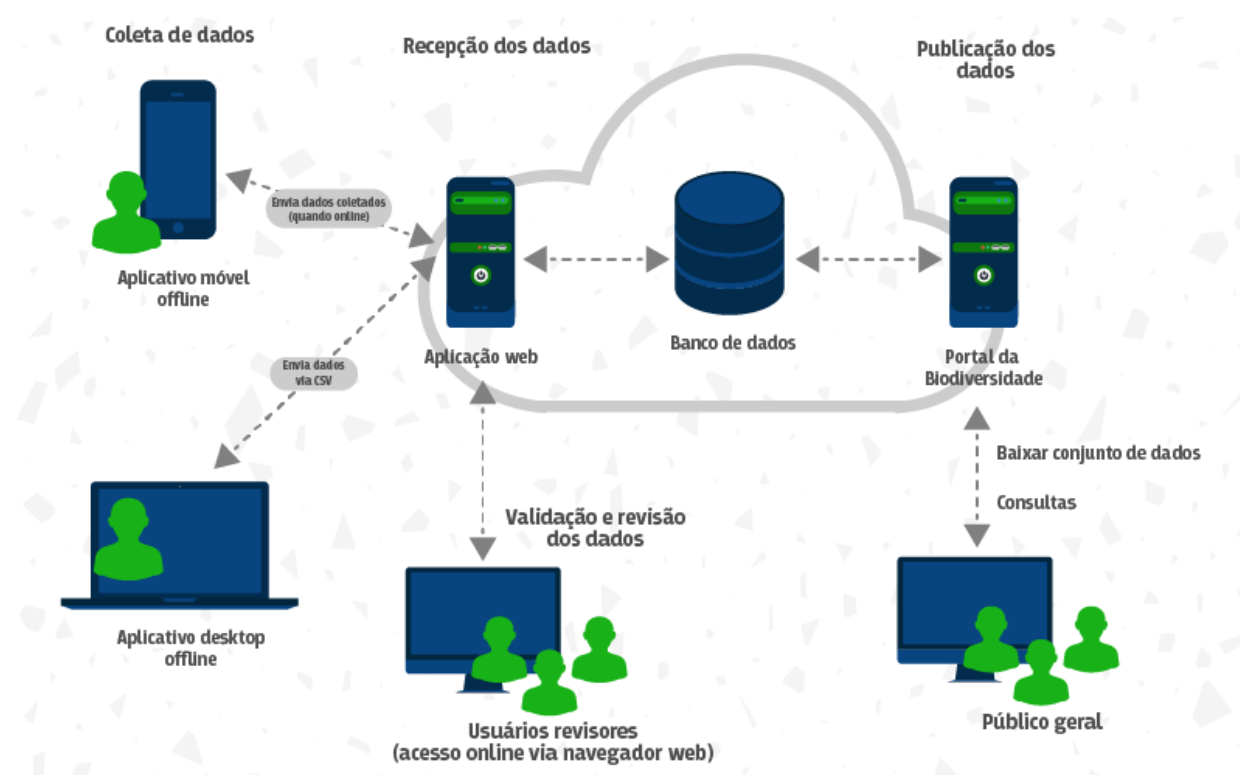 Coleta de dados
Recepção dos dados
Publicação dos
dados
Envia dados coletados
(quando online)
Aplicativo móvel
offline
Envia dados
via CSV
Aplicação web
Banco de dados
Portal da
Biodiversidade
Baixar conjunto de dados
Consultas
Validação e revisão
dos dados
Aplicativo desktop
offline
Usuários revisores
(acesso online via navegador web)
Público geral